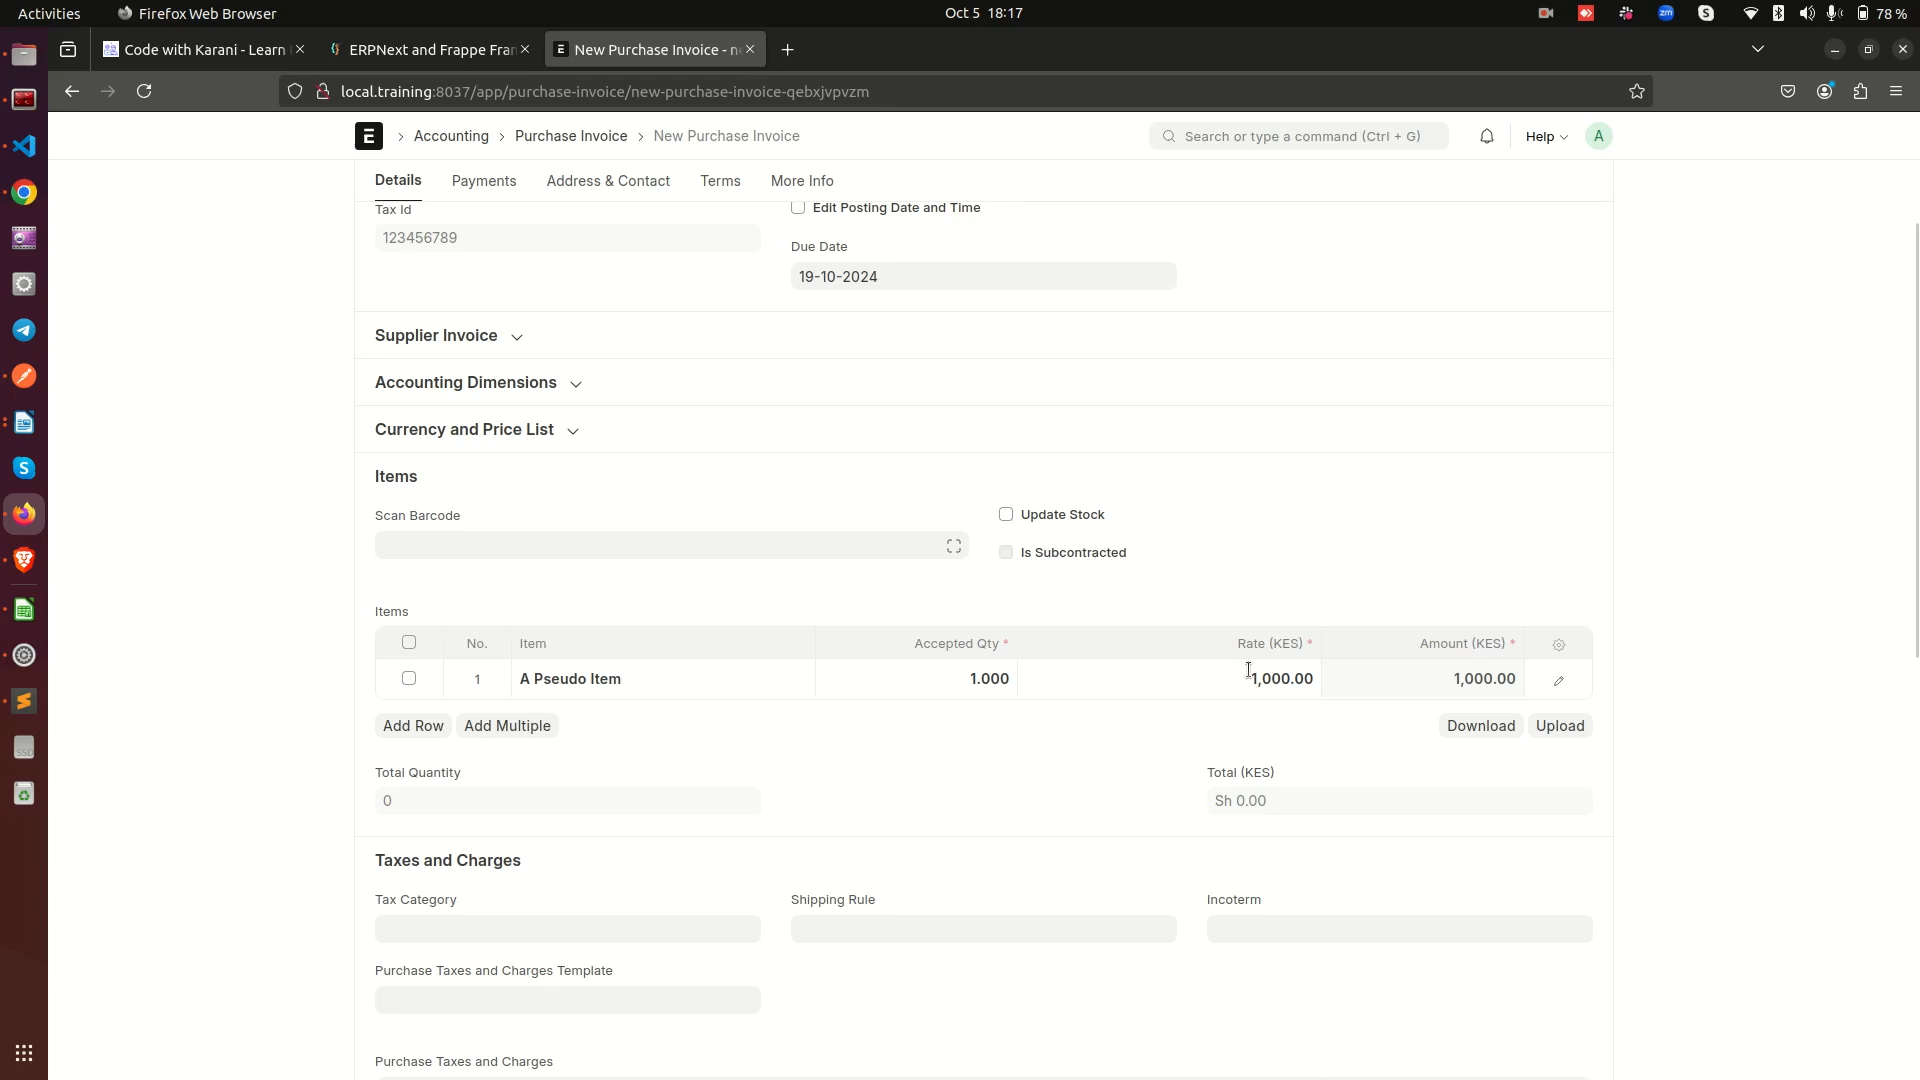 Activities Firefox Web Browser Oct 5 18:17 zm S 78 %
Code with Karani - Learn ERPNext and Frappe Fran New Purchase Invoice - n
local.training:8037/app/purchase-invoice/new-purchase-invoice-qebxjvpvzm
E Accounting Purchase Invoice New Purchase Invoice Search or type a command (Ctrl + G) Help A
Details Payments Address & Contact Terms More Info
Tax Id Edit Posting Date and Time
123456789
Due Date
19-10-2024
Supplier Invoice
Accounting Dimensions
Currency and Price List
Items
Scan Barcode Update Stock
Is Subcontracted
Items
No. Item Accepted Qty * Rate (KES) * Amount (KES) *
1 A Pseudo Item 1.000 1,000.00 1,000.00
Add Row Add Multiple Download Upload
Total Quantity Total (KES)
0 Sh 0.00
Taxes and Charges
Tax Category Shipping Rule Incoterm
Purchase Taxes and Charges Template
Purchase Taxes and Charges
SSD